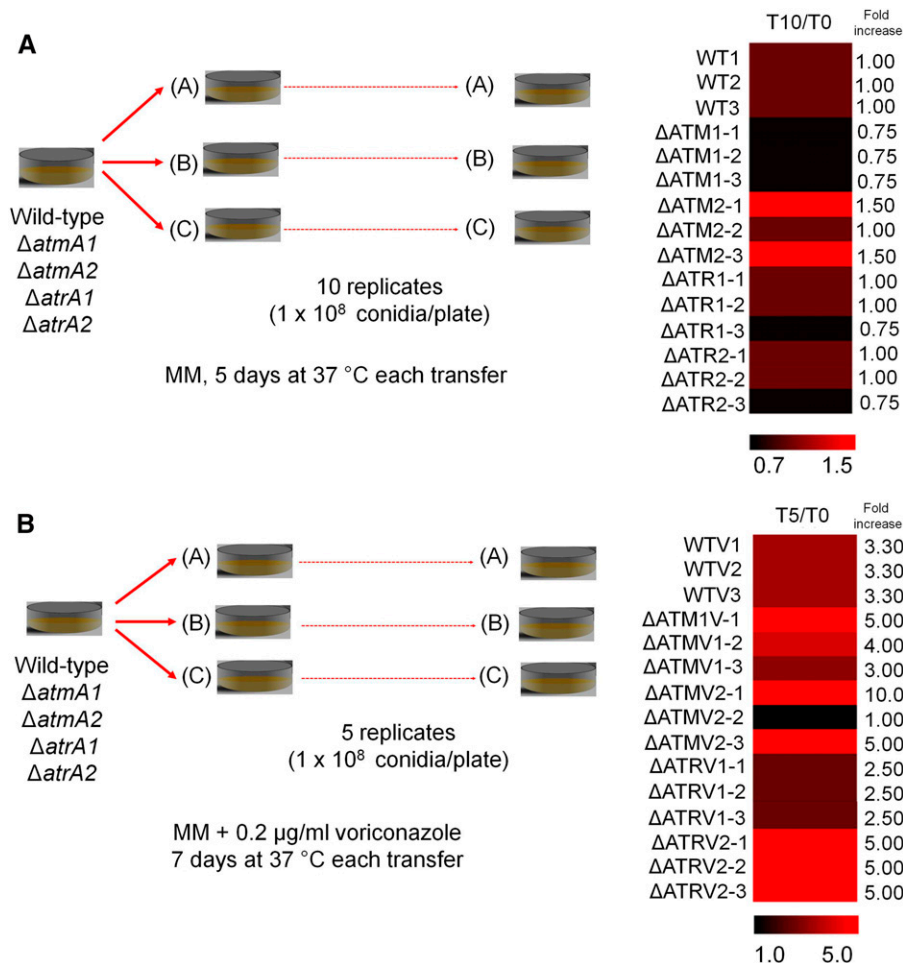 A
T10/T0
Fold
increase
(A)
(A)
(B)
(B)
(C)
(C)
Wild-type
ΔatmA1
ΔatmA2
ΔatrA1
ΔatrA2
10 replicates
(1 x 10⁸ conidia/plate)
MM, 5 days at 37 °C each transfer
WT1 1.00
WT2 1.00
WT3 1.00
ΔATM1-1 0.75
ΔATM1-2 0.75
ΔATM1-3 0.75
ΔATM2-1 1.50
ΔATM2-2 1.00
ΔATM2-3 1.50
ΔATR1-1 1.00
ΔATR1-2 1.00
ΔATR1-3 0.75
ΔATR2-1 1.00
ΔATR2-2 1.00
ΔATR2-3 0.75
0.7 1.5
B
T5/T0
Fold
increase
(A)
(A)
(B)
(B)
(C)
(C)
Wild-type
ΔatmA1
ΔatmA2
ΔatrA1
ΔatrA2
5 replicates
(1 x 10⁸ conidia/plate)
MM + 0.2 µg/ml voriconazole
7 days at 37 °C each transfer
WTV1 3.30
WTV2 3.30
WTV3 3.30
ΔATM1V-1 5.00
ΔATMV1-2 4.00
ΔATMV1-3 3.00
ΔATMV2-1 10.0
ΔATMV2-2 1.00
ΔATMV2-3 5.00
ΔATRV1-1 2.50
ΔATRV1-2 2.50
ΔATRV1-3 2.50
ΔATRV2-1 5.00
ΔATRV2-2 5.00
ΔATRV2-3 5.00
1.0 5.0